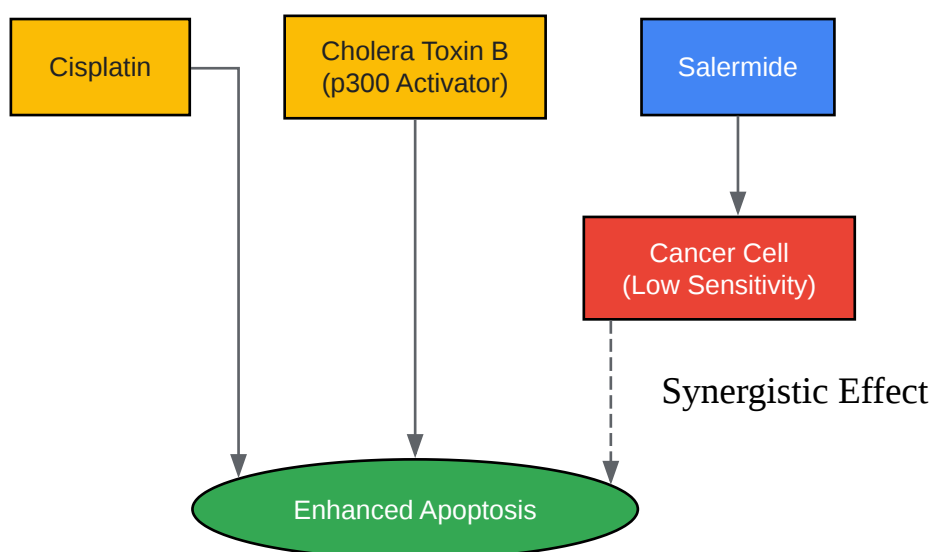 Cisplatin
Cholera Toxin B
(p300 Activator)
Salermide
Cancer Cell
(Low Sensitivity)
Synergistic Effect
Enhanced Apoptosis